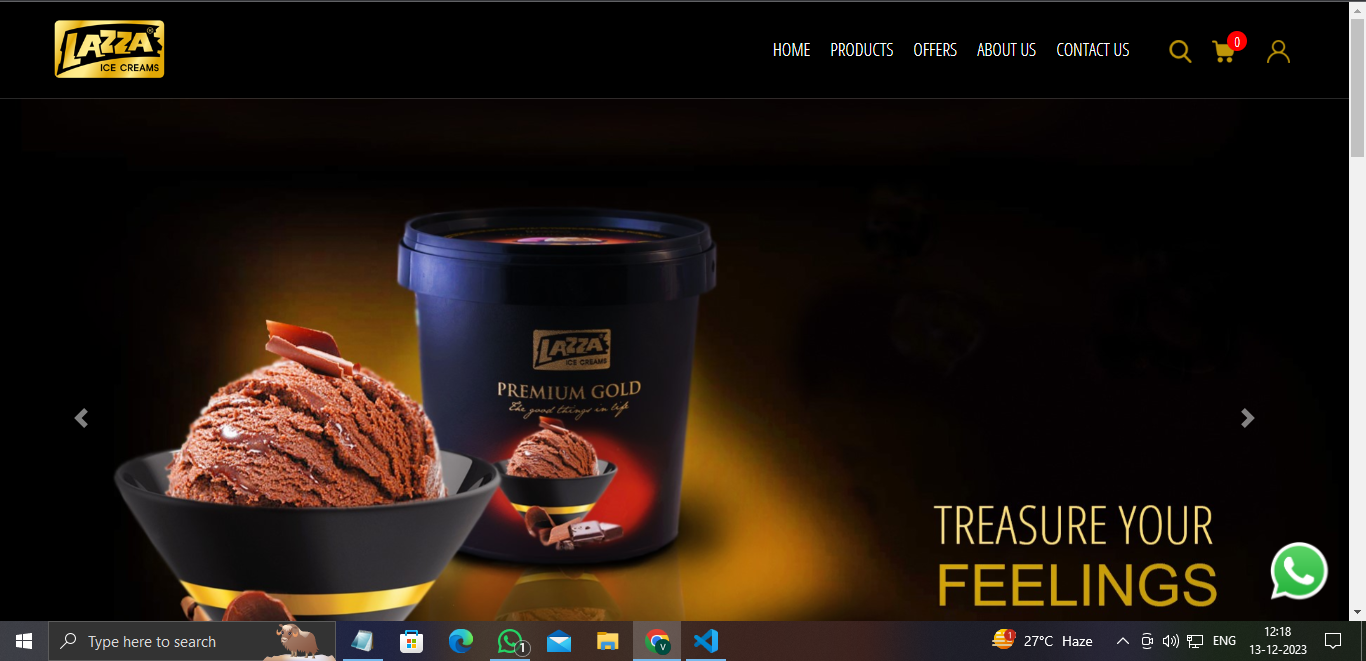 LAZZA
ICE CREAMS
HOME PRODUCTS OFFERS ABOUT US CONTACT US
0
LAZZA
ICE CREAMS
PREMIUM GOLD
The good things in life
TREASURE YOUR
FEELINGS
Type here to search
1
V
1
27°C Haze
ENG
12:18
13-12-2023